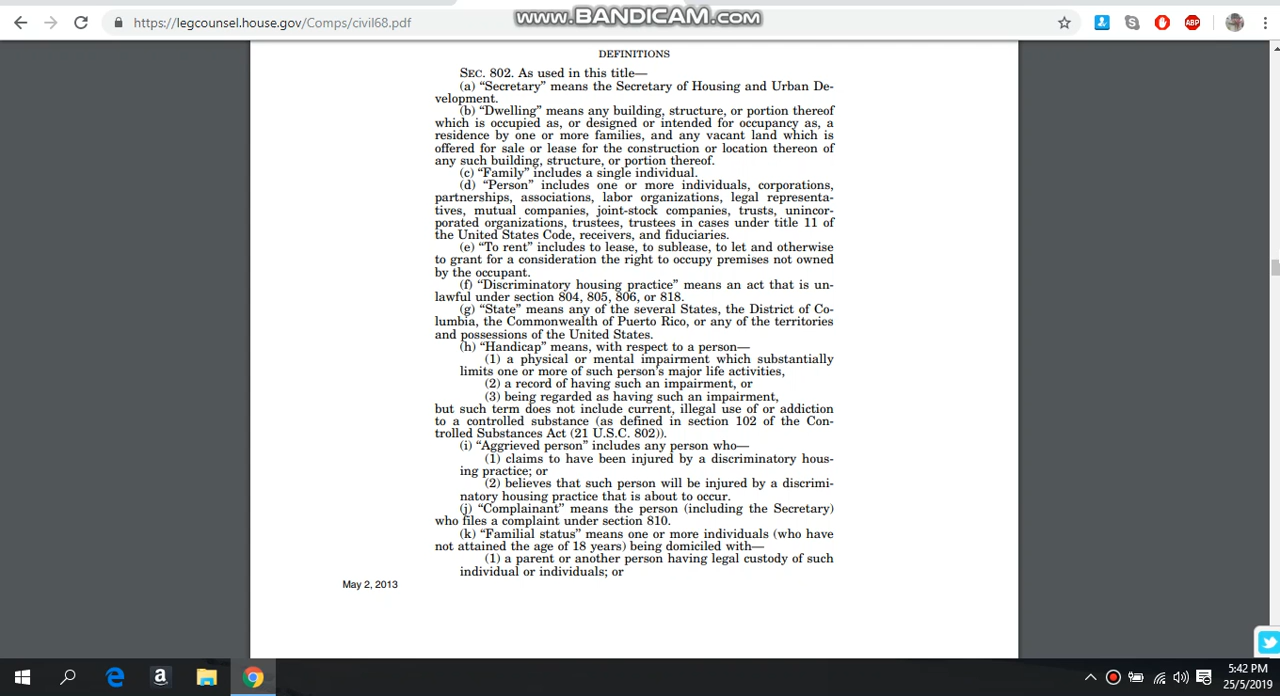 https://legcounsel.house.gov/Comps/civil68.pdf
www.BANDICAM.com
ABP
DEFINITIONS
SEC. 802. As used in this title—
(a) “Secretary” means the Secretary of Housing and Urban De-
velopment.
(b) “Dwelling” means any building, structure, or portion thereof
which is occupied as, or designed or intended for occupancy as, a
residence by one or more families, and any vacant land which is
offered for sale or lease for the construction or location thereon of
any such building, structure, or portion thereof.
(c) “Family” includes a single individual.
(d) “Person” includes one or more individuals, corporations,
partnerships, associations, labor organizations, legal representa-
tives, mutual companies, joint-stock companies, trusts, unincor-
porated organizations, trustees, trustees in cases under title 11 of
the United States Code, receivers, and fiduciaries.
(e) “To rent” includes to lease, to sublease, to let and otherwise
to grant for a consideration the right to occupy premises not owned
by the occupant.
(f) “Discriminatory housing practice” means an act that is un-
lawful under section 804, 805, 806, or 818.
(g) “State” means any of the several States, the District of Co-
lumbia, the Commonwealth of Puerto Rico, or any of the territories
and possessions of the United States.
(h) “Handicap” means, with respect to a person—
(1) a physical or mental impairment which substantially
limits one or more of such person’s major life activities,
(2) a record of having such an impairment, or
(3) being regarded as having such an impairment,
but such term does not include current, illegal use of or addiction
to a controlled substance (as defined in section 102 of the Con-
trolled Substances Act (21 U.S.C. 802)).
(i) “Aggrieved person” includes any person who—
(1) claims to have been injured by a discriminatory hous-
ing practice; or
(2) believes that such person will be injured by a discrimi-
natory housing practice that is about to occur.
(j) “Complainant” means the person (including the Secretary)
who files a complaint under section 810.
(k) “Familial status” means one or more individuals (who have
not attained the age of 18 years) being domiciled with—
(1) a parent or another person having legal custody of such
individual or individuals; or
May 2, 2013
5:42 PM
25/5/2019